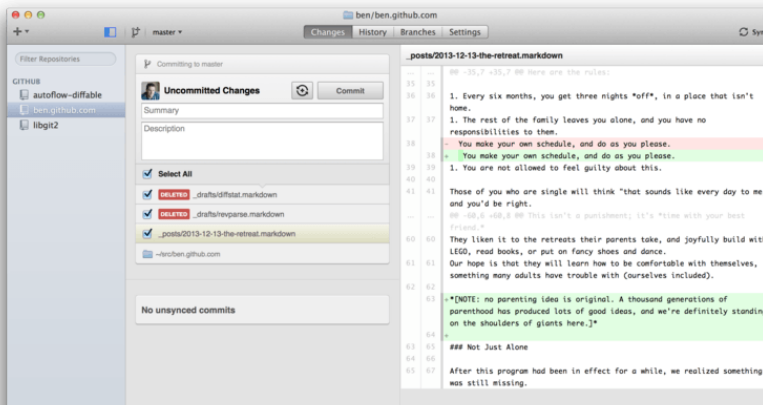 ben/ben.github.com
master
Changes
History
Branches
Settings
Filter Repositories
GITHUB
autoflow-diffable
ben.github.com
libgit2
Committing to master
Uncommitted Changes
Commit
Summary
Description
Select All
DELETED _drafts/diffstat.markdown
DELETED _drafts/revparse.markdown
_posts/2013-12-13-the-retreat.markdown
~/src/ben.github.com
No unsynced commits
_posts/2013-12-13-the-retreat.markdown
... ... @@ -35,7 +35,7 @@ Here are the rules:
35 35
36 36 1. Every six months, you get three nights *off*, in a place that isn't
home.
37 37 1. The rest of the family leaves you alone, and you have no
responsibilities to them.
38 - You make your own schedule, and do as you please.
38 + You make your own schedule, and do as you please.
39 39 1. You are not allowed to feel guilty about this.
40 40
41 41 Those of you who are single will think "that sounds like every day to me
and you'd be right.
... ... @@ -60,6 +60,8 @@ This isn't a punishment; it's *time with your best
friend.*
60 60 They liken it to the retreats their parents take, and joyfully build wit
LEGO, read books, or put on fancy shoes and dance.
61 61 Our hope is that they will learn how to be comfortable with themselves,
something many adults have trouble with (ourselves included).
62 62
63 +*[NOTE: no parenting idea is original. A thousand generations of
parenthood has produced lots of good ideas, and we're definitely standing
on the shoulders of giants here.]*
64 +
63 65 ### Not Just Alone
64 66
65 67 After this program had been in effect for a while, we realized something
was still missing.